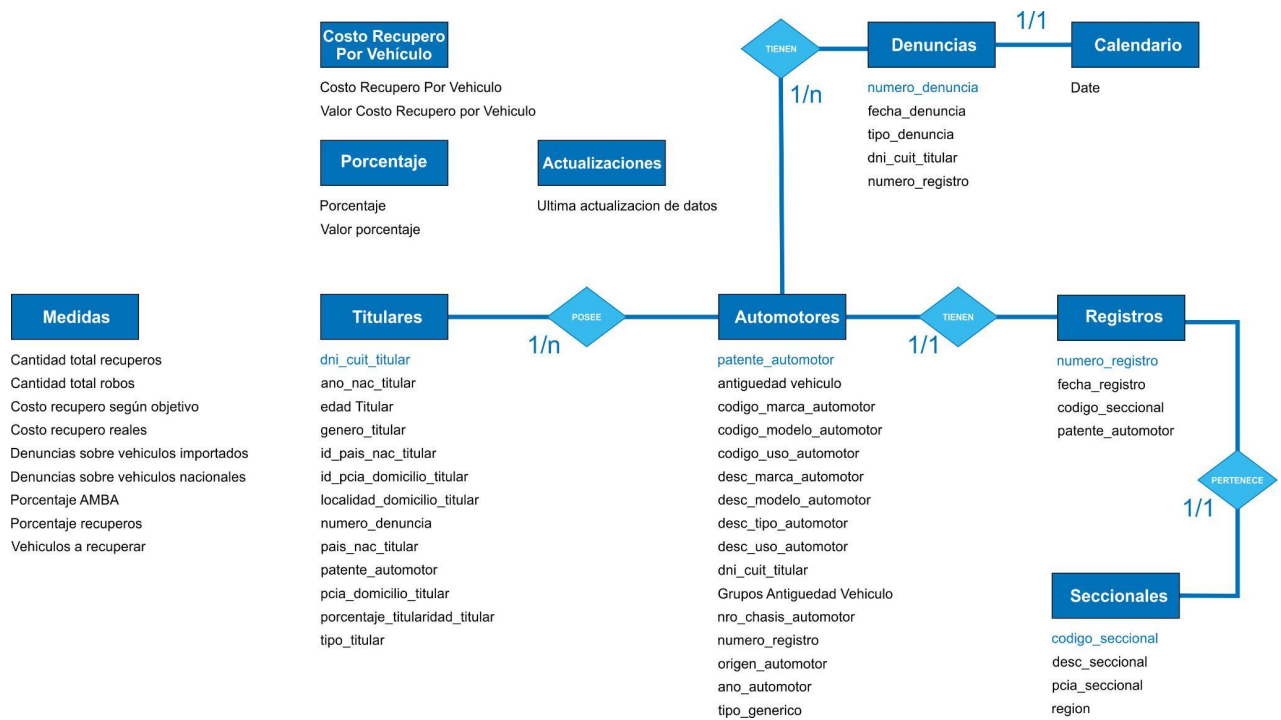 Costo Recupero
Por Vehículo
Costo Recupero Por Vehiculo
Valor Costo Recupero por Vehiculo
TIENEN
1/n
Denuncias
numero_denuncia
fecha_denuncia
tipo_denuncia
dni_cuit_titular
numero_registro
1/1
Calendario
Date
Porcentaje
Porcentaje
Valor porcentaje
Actualizaciones
Ultima actualizacion de datos
Medidas
Cantidad total recuperos
Cantidad total robos
Costo recupero según objetivo
Costo recupero reales
Denuncias sobre vehiculos importados
Denuncias sobre vehiculos nacionales
Porcentaje AMBA
Porcentaje recuperos
Vehiculos a recuperar
Titulares
dni_cuit_titular
ano_nac_titular
edad Titular
genero_titular
id_pais_nac_titular
id_pcia_domicilio_titular
localidad_domicilio_titular
numero_denuncia
pais_nac_titular
patente_automotor
pcia_domicilio_titular
porcentaje_titularidad_titular
tipo_titular
POSEE
1/n
Automotores
patente_automotor
antiguedad vehiculo
codigo_marca_automotor
codigo_modelo_automotor
codigo_uso_automotor
desc_marca_automotor
desc_modelo_automotor
desc_tipo_automotor
desc_uso_automotor
dni_cuit_titular
Grupos Antiguedad Vehiculo
nro_chasis_automotor
numero_registro
origen_automotor
ano_automotor
tipo_generico
TIENEN
1/1
Registros
numero_registro
fecha_registro
codigo_seccional
patente_automotor
PERTENECE
1/1
Seccionales
codigo_seccional
desc_seccional
pcia_seccional
region